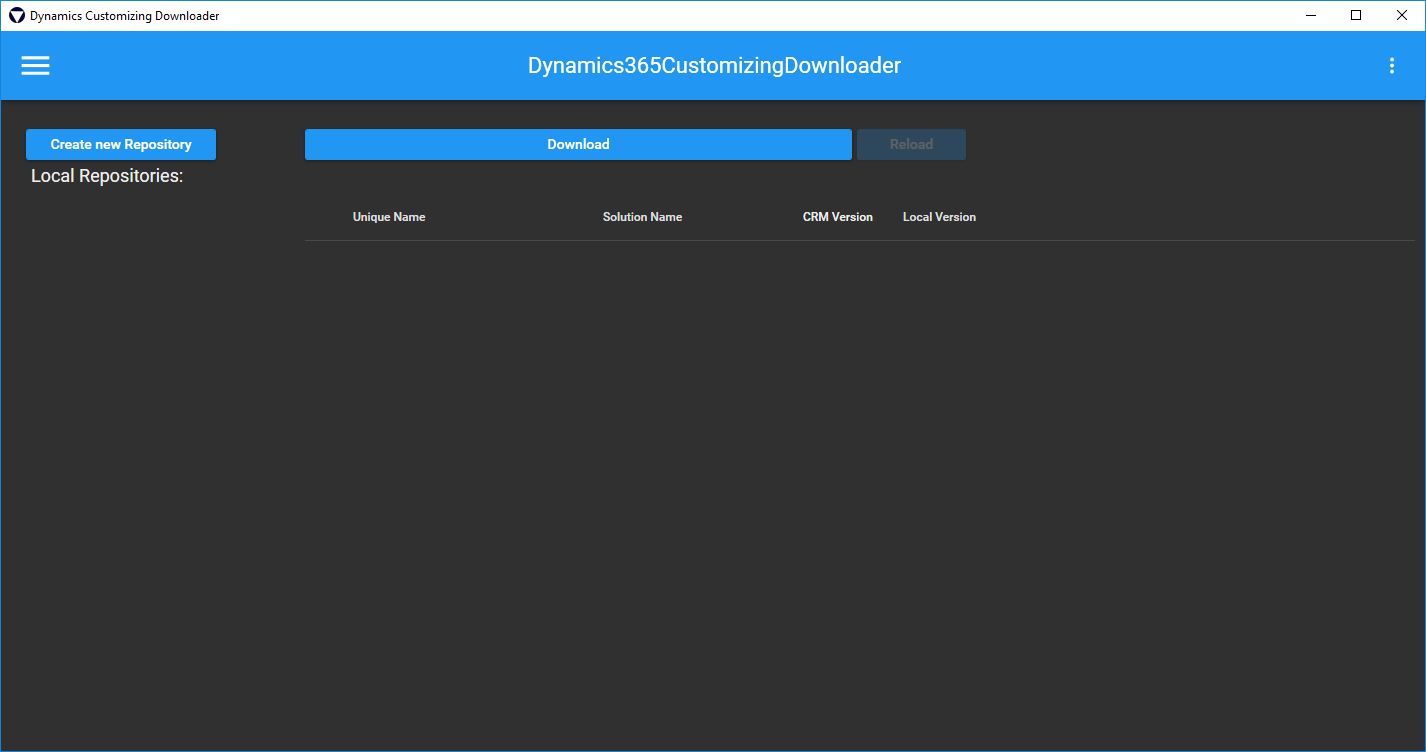 Dynamics Customizing Downloader
Dynamics365CustomizingDownloader
Create new Repository
Download
Reload
Local Repositories:
Unique Name
Solution Name
CRM Version
Local Version